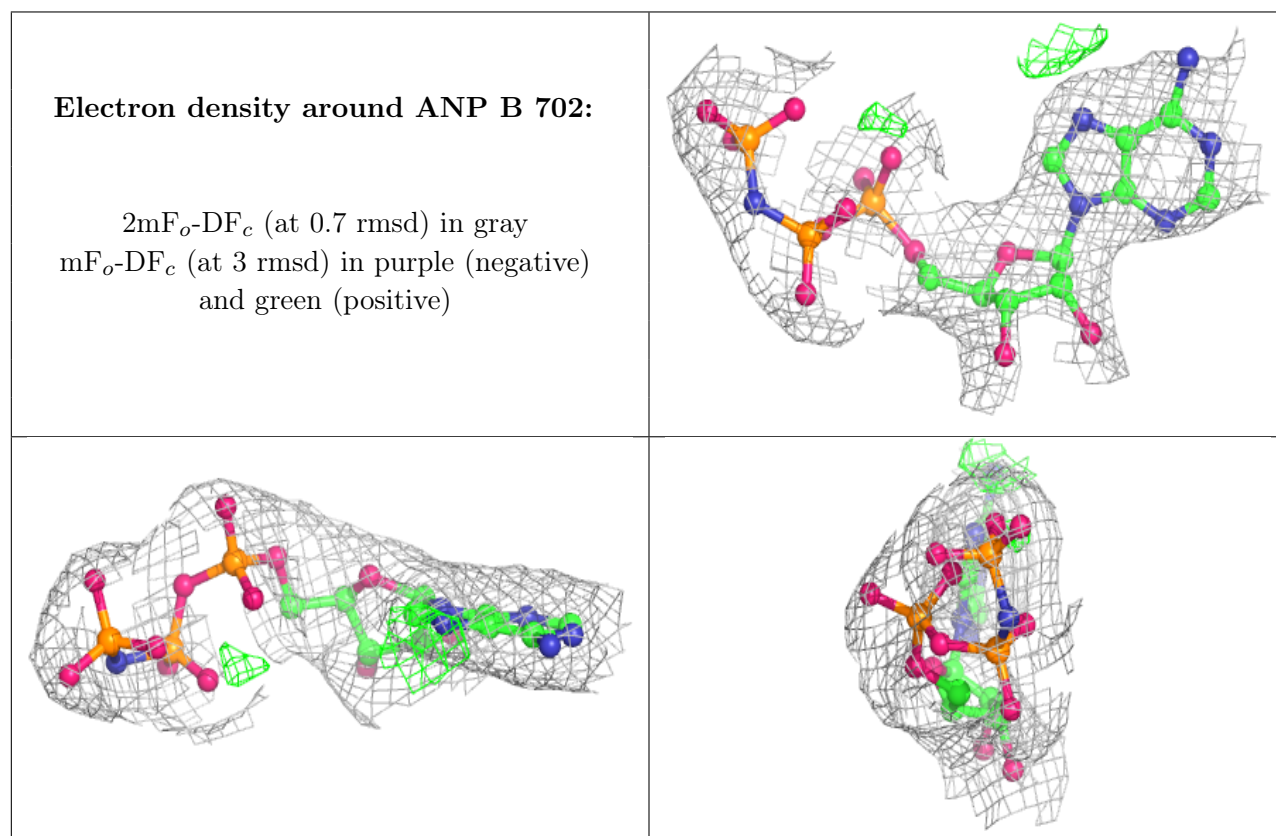 Electron density around ANP B 702:
2mFo-DFc (at 0.7 rmsd) in gray
mFo-DFc (at 3 rmsd) in purple (negative)
and green (positive)